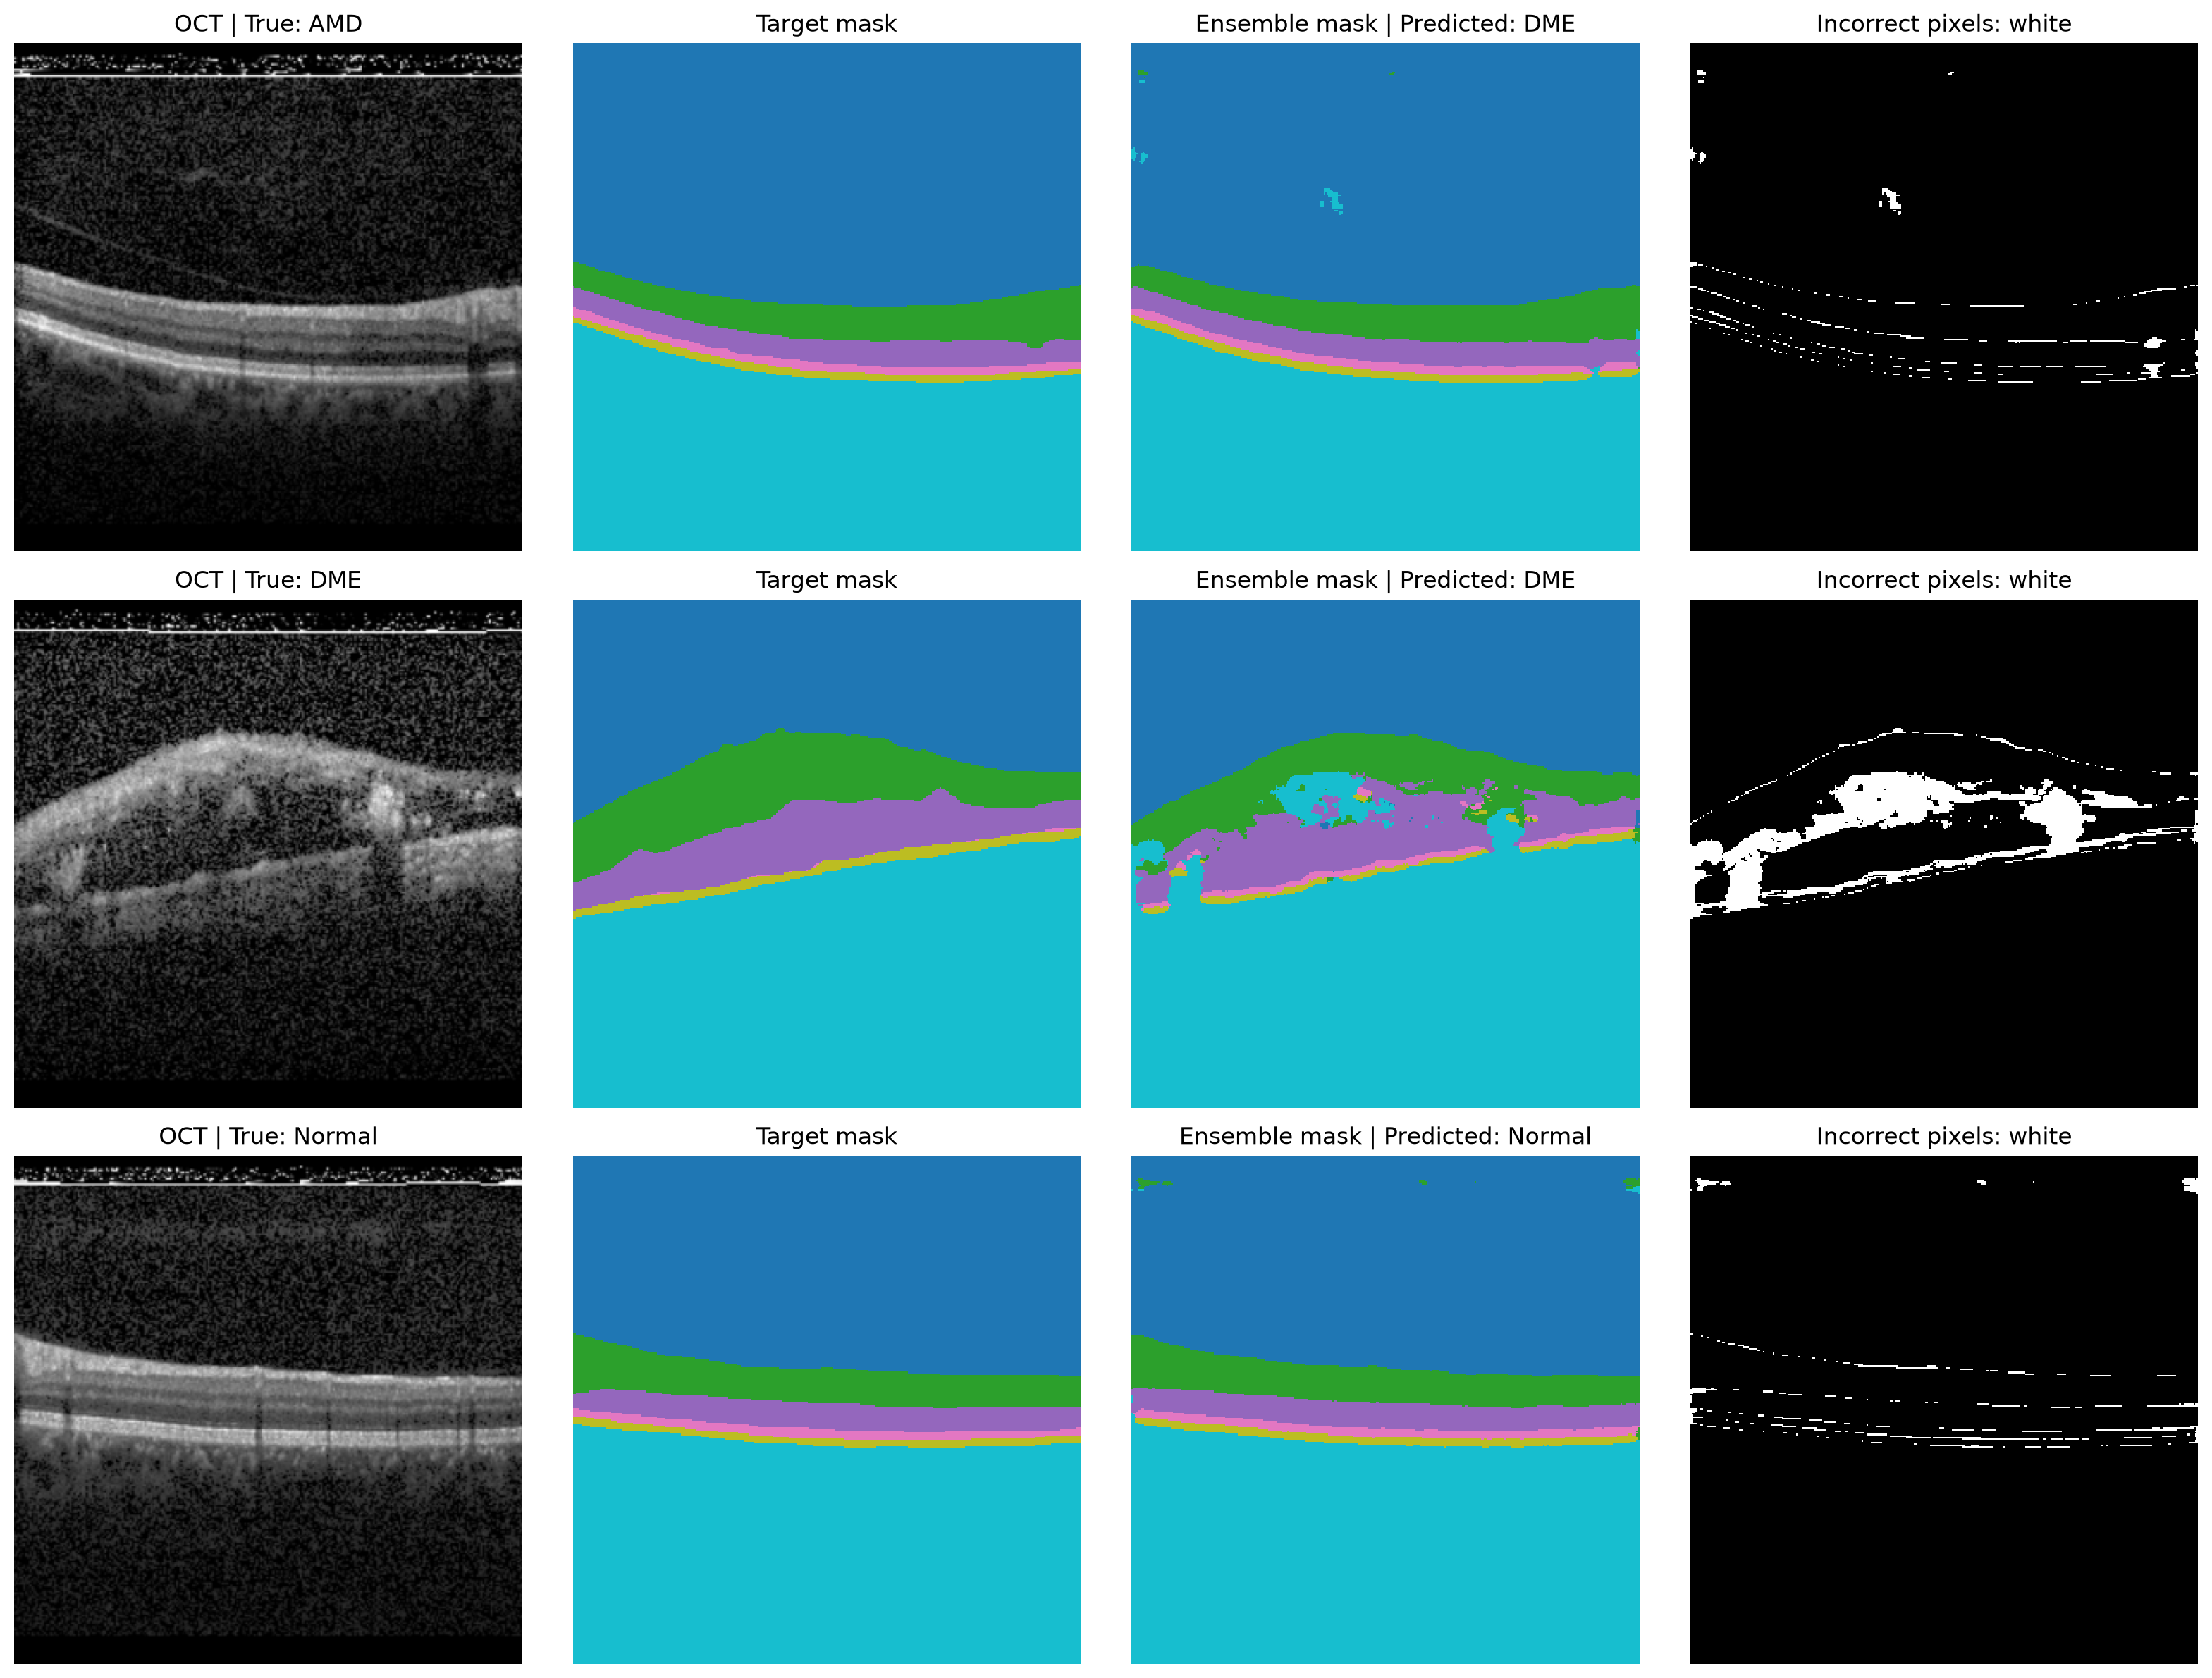 OCT | True: AMD
Target mask
Ensemble mask | Predicted: DME
Incorrect pixels: white
OCT | True: DME
Target mask
Ensemble mask | Predicted: DME
Incorrect pixels: white
OCT | True: Normal
Target mask
Ensemble mask | Predicted: Normal
Incorrect pixels: white